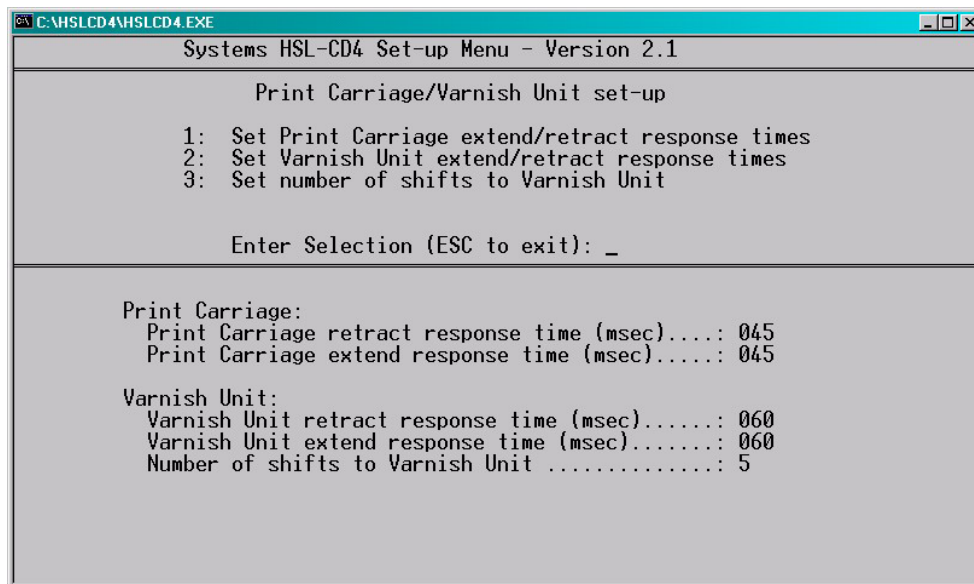 C:\HSLCD4\HSLCD4.EXE
Systems HSL-CD4 Set-up Menu - Version 2.1
Print Carriage/Varnish Unit set-up
1: Set Print Carriage extend/retract response times
2: Set Varnish Unit extend/retract response times
3: Set number of shifts to Varnish Unit
Enter Selection (ESC to exit): _
Print Carriage:
Print Carriage retract response time (msec)....: 045
Print Carriage extend response time (msec).....: 045
Varnish Unit:
Varnish Unit retract response time (msec)......: 060
Varnish Unit extend response time (msec).......: 060
Number of shifts to Varnish Unit ..............: 5